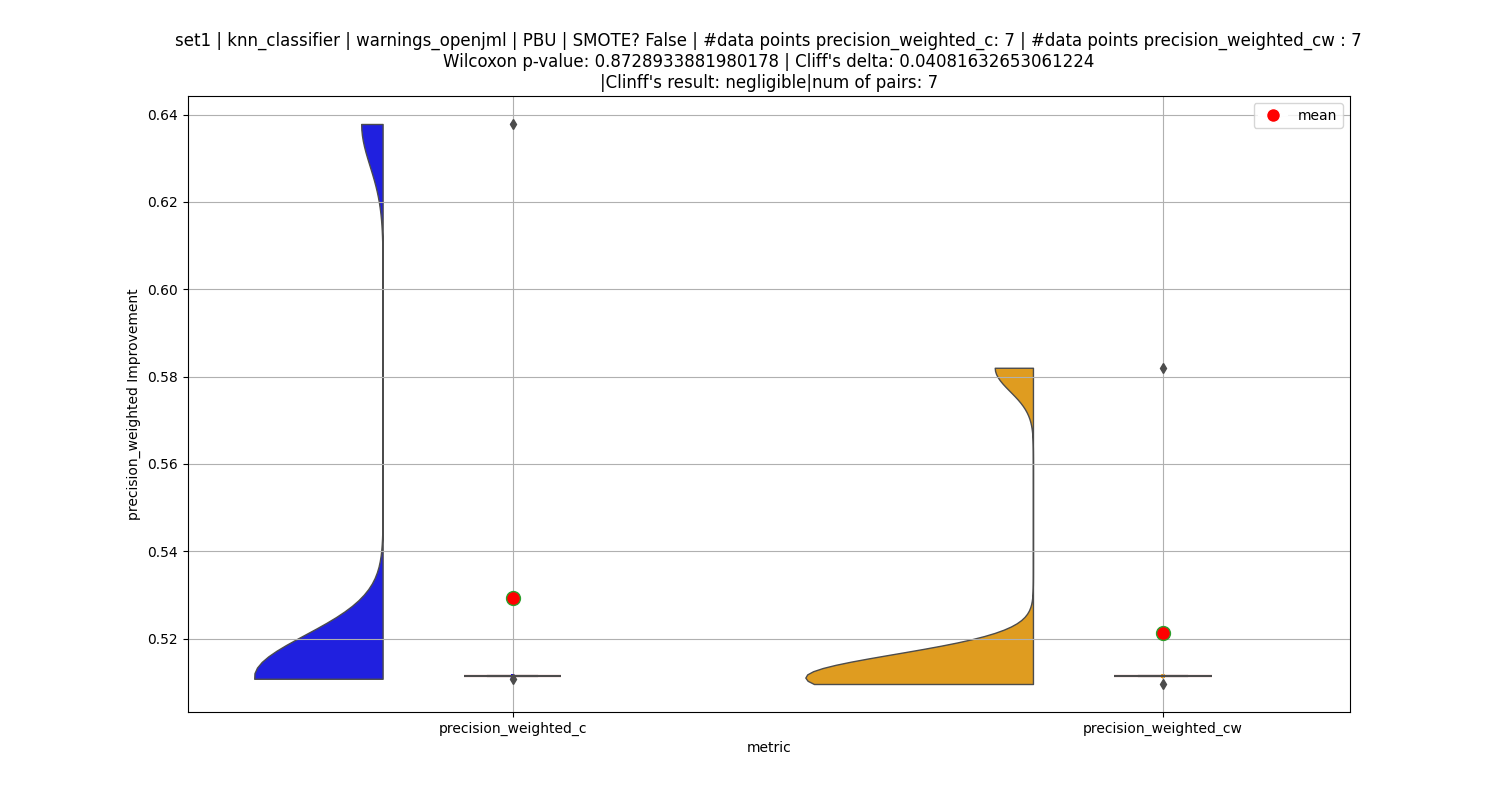 set1 | knn_classifier | warnings_openjml | PBU | SMOTE? False | #data points precision_weighted_c: 7 | #data points precision_weighted_cw : 7
Wilcoxon p-value: 0.8728933881980178 | Cliff's delta: 0.04081632653061224
|Clinff's result: negligible|num of pairs: 7
mean
0.64
0.62
0.60
0.58
0.56
0.54
0.52
precision_weighted Improvement
precision_weighted_c
precision_weighted_cw
metric